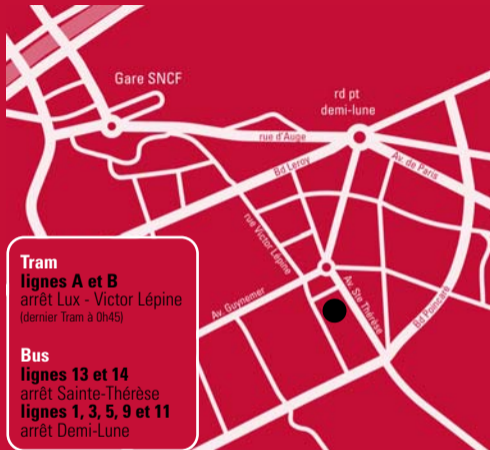 Gare SNCF
rd pt
demi-lune
rue d'Auge
Bd Leroy
Av. de Paris
rue Victor Lépine
Av. Guynemer
Av. Ste Thérèse
Bd Poincaré
Tram
lignes A et B
arrêt Lux - Victor Lépine
(dernier Tram à 0h45)
Bus
lignes 13 et 14
arrêt Sainte-Thérèse
lignes 1, 3, 5, 9 et 11
arrêt Demi-Lune